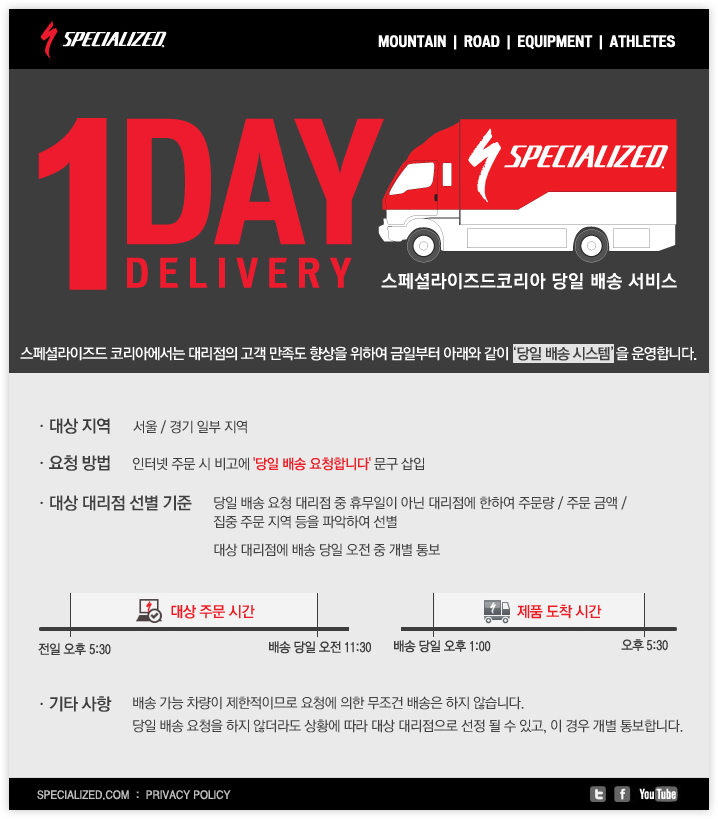 SPECIALIZED
MOUNTAIN | ROAD | EQUIPMENT | ATHLETES
1DAY
DELIVERY
SPECIALIZED
스페셜라이즈드코리아 당일 배송 서비스
스페셜라이즈드 코리아에서는 대리점의 고객 만족도 향상을 위하여 금일부터 아래와 같이 '당일 배송 시스템'을 운영합니다.
· 대상 지역 서울 / 경기 일부 지역
· 요청 방법 인터넷 주문 시 비고에 '당일 배송 요청합니다' 문구 삽입
· 대상 대리점 선별 기준 당일 배송 요청 대리점 중 휴무일이 아닌 대리점에 한하여 주문량 / 주문 금액 /
집중 주문 지역 등을 파악하여 선별
대상 대리점에 배송 당일 오전 중 개별 통보
대상 주문 시간
제품 도착 시간
전일 오후 5:30
배송 당일 오전 11:30
배송 당일 오후 1:00
오후 5:30
· 기타 사항 배송 가능 차량이 제한적이므로 요청에 의한 무조건 배송은 하지 않습니다.
당일 배송 요청을 하지 않더라도 상황에 따라 대상 대리점으로 선정 될 수 있고, 이 경우 개별 통보합니다.
SPECIALIZED.COM : PRIVACY POLICY
t f YouTube